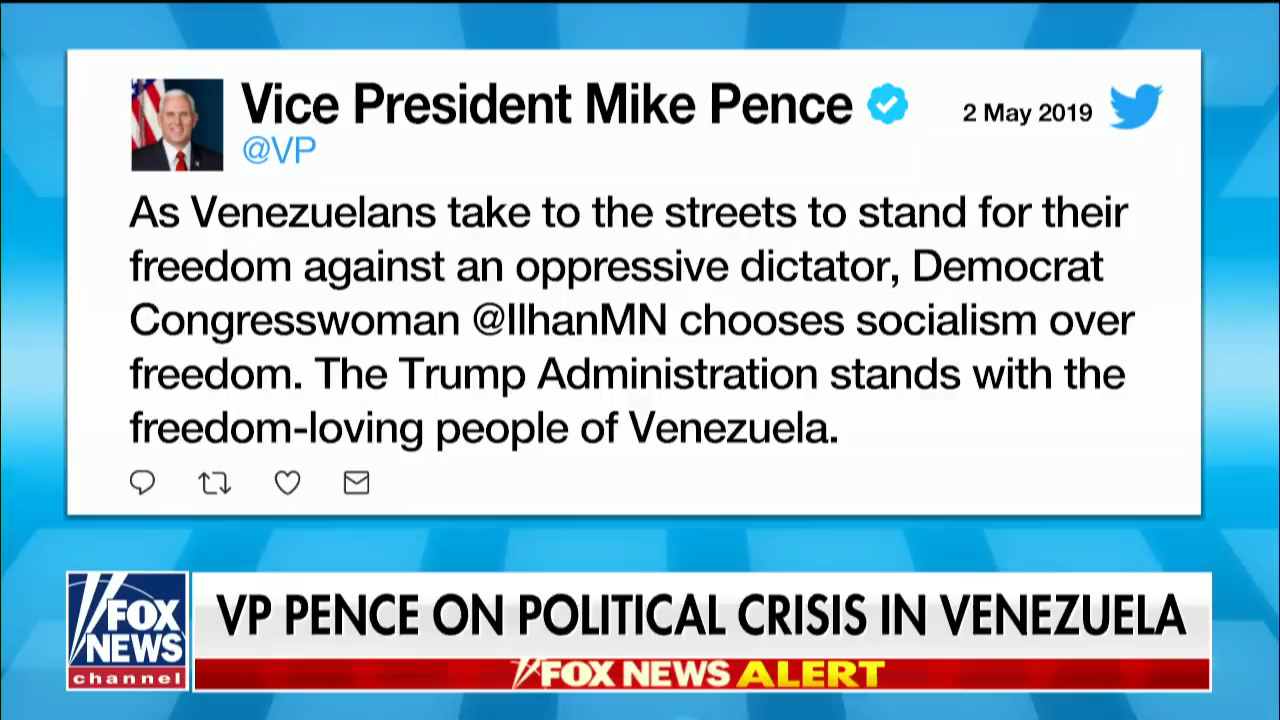 Vice President Mike Pence
2 May 2019
@VP
As Venezuelans take to the streets to stand for their
freedom against an oppressive dictator, Democrat
Congresswoman @IlhanMN chooses socialism over
freedom. The Trump Administration stands with the
freedom-loving people of Venezuela.
FOX
NEWS
channel
VP PENCE ON POLITICAL CRISIS IN VENEZUELA
FOX NEWS ALERT